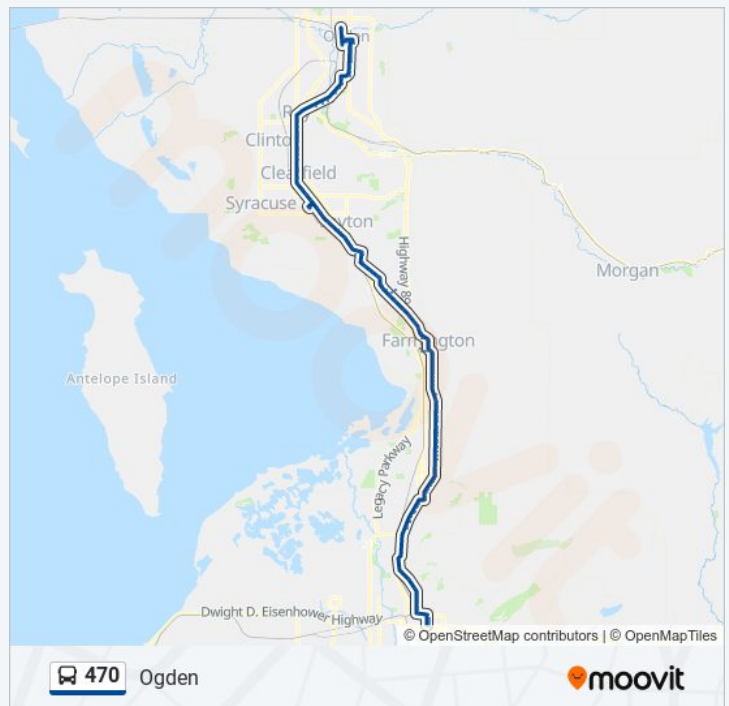 Clearfield
Syracuse
Highway 89
Morgan
Farmington
Antelope Island
Legacy Parkway
Dwight D. Eisenhower Highway
© OpenStreetMap contributors | © OpenMapTiles
470 Ogden
moovit